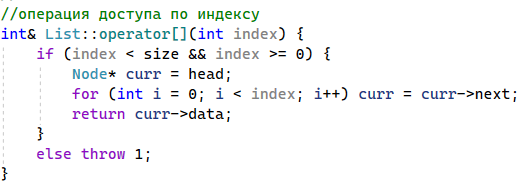 //операция доступа по индексу
int& List::operator[](int index) {
    if (index < size && index >= 0) {
        Node* curr = head;
        for (int i = 0; i < index; i++) curr = curr->next;
        return curr->data;
    }
    else throw 1;
}